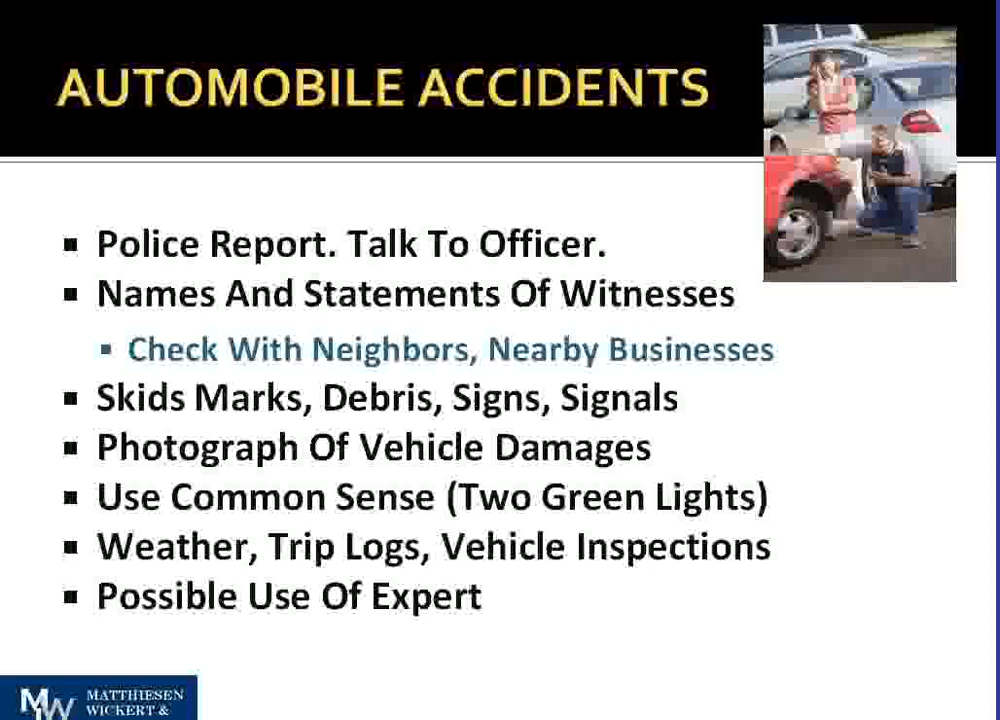 AUTOMOBILE ACCIDENTS
Police Report. Talk To Officer.
Names And Statements Of Witnesses
Check With Neighbors, Nearby Businesses
Skids Marks, Debris, Signs, Signals
Photograph Of Vehicle Damages
Use Common Sense (Two Green Lights)
Weather, Trip Logs, Vehicle Inspections
Possible Use Of Expert
MW
MATTHIESEN
WICKERT &